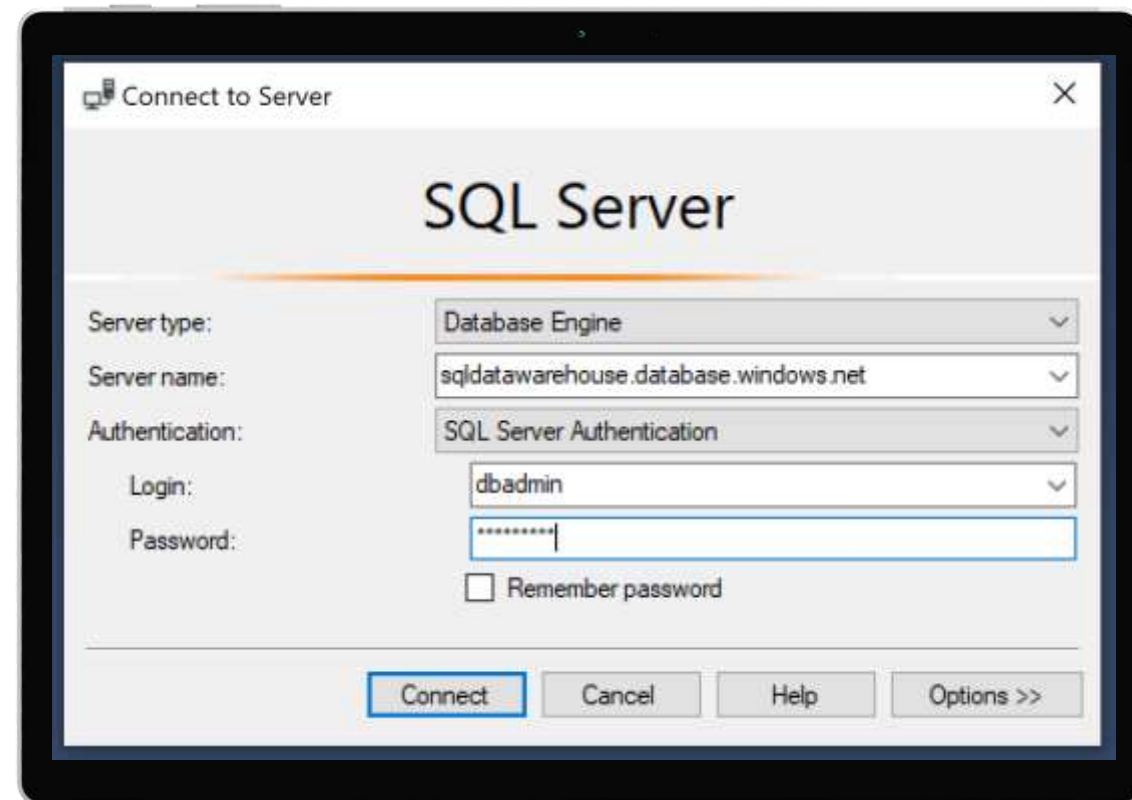 Connect to Server
SQL Server
Server type: Database Engine
Server name: sqldatawarehouse.database.windows.net
Authentication: SQL Server Authentication
Login: dbadmin
Password: *********
Remember password
Connect Cancel Help Options >>